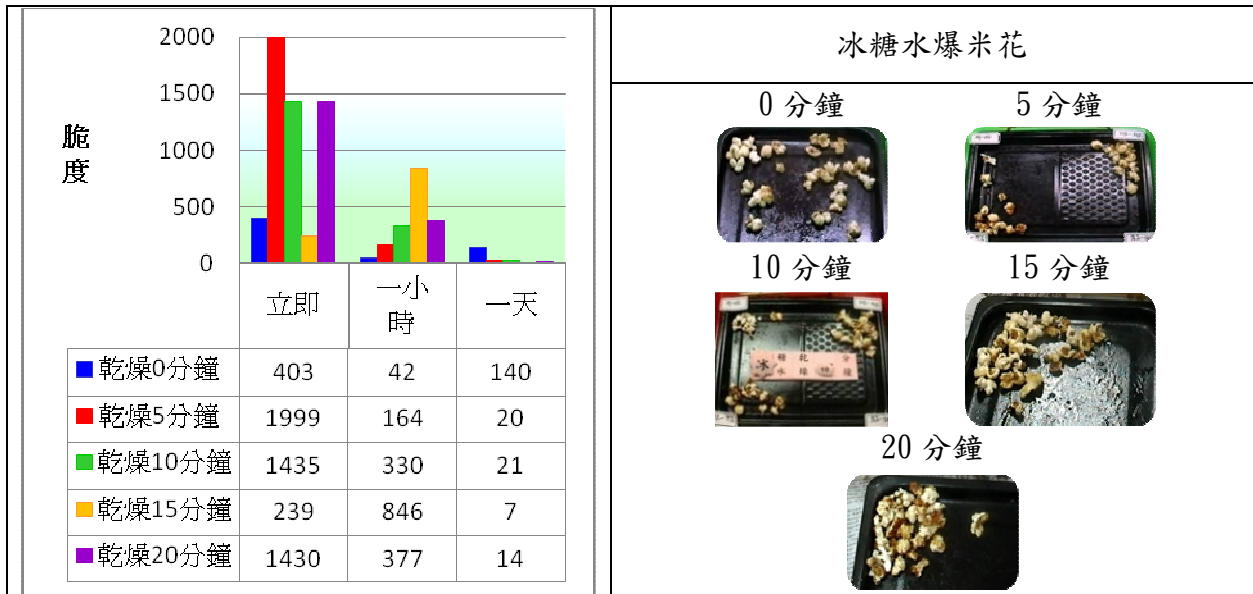 2000
1500
1000
500
0
脆
度
立即
一小
時
一天
乾燥0分鐘 403 42 140
乾燥5分鐘 1999 164 20
乾燥10分鐘 1435 330 21
乾燥15分鐘 239 846 7
乾燥20分鐘 1430 377 14
冰糖水爆米花
0 分鐘
5 分鐘
10 分鐘
冰
15 分鐘
20 分鐘